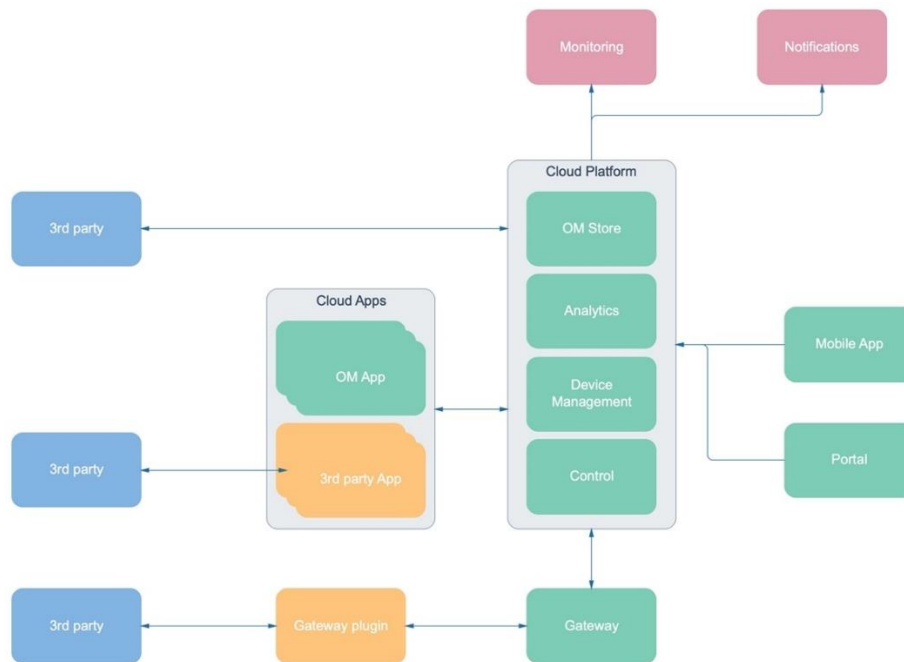 Monitoring
Notifications
Cloud Platform
3rd party
OM Store
Cloud Apps
Analytics
Mobile App
OM App
Device
Management
3rd party
3rd party App
Control
Portal
3rd party
Gateway plugin
Gateway